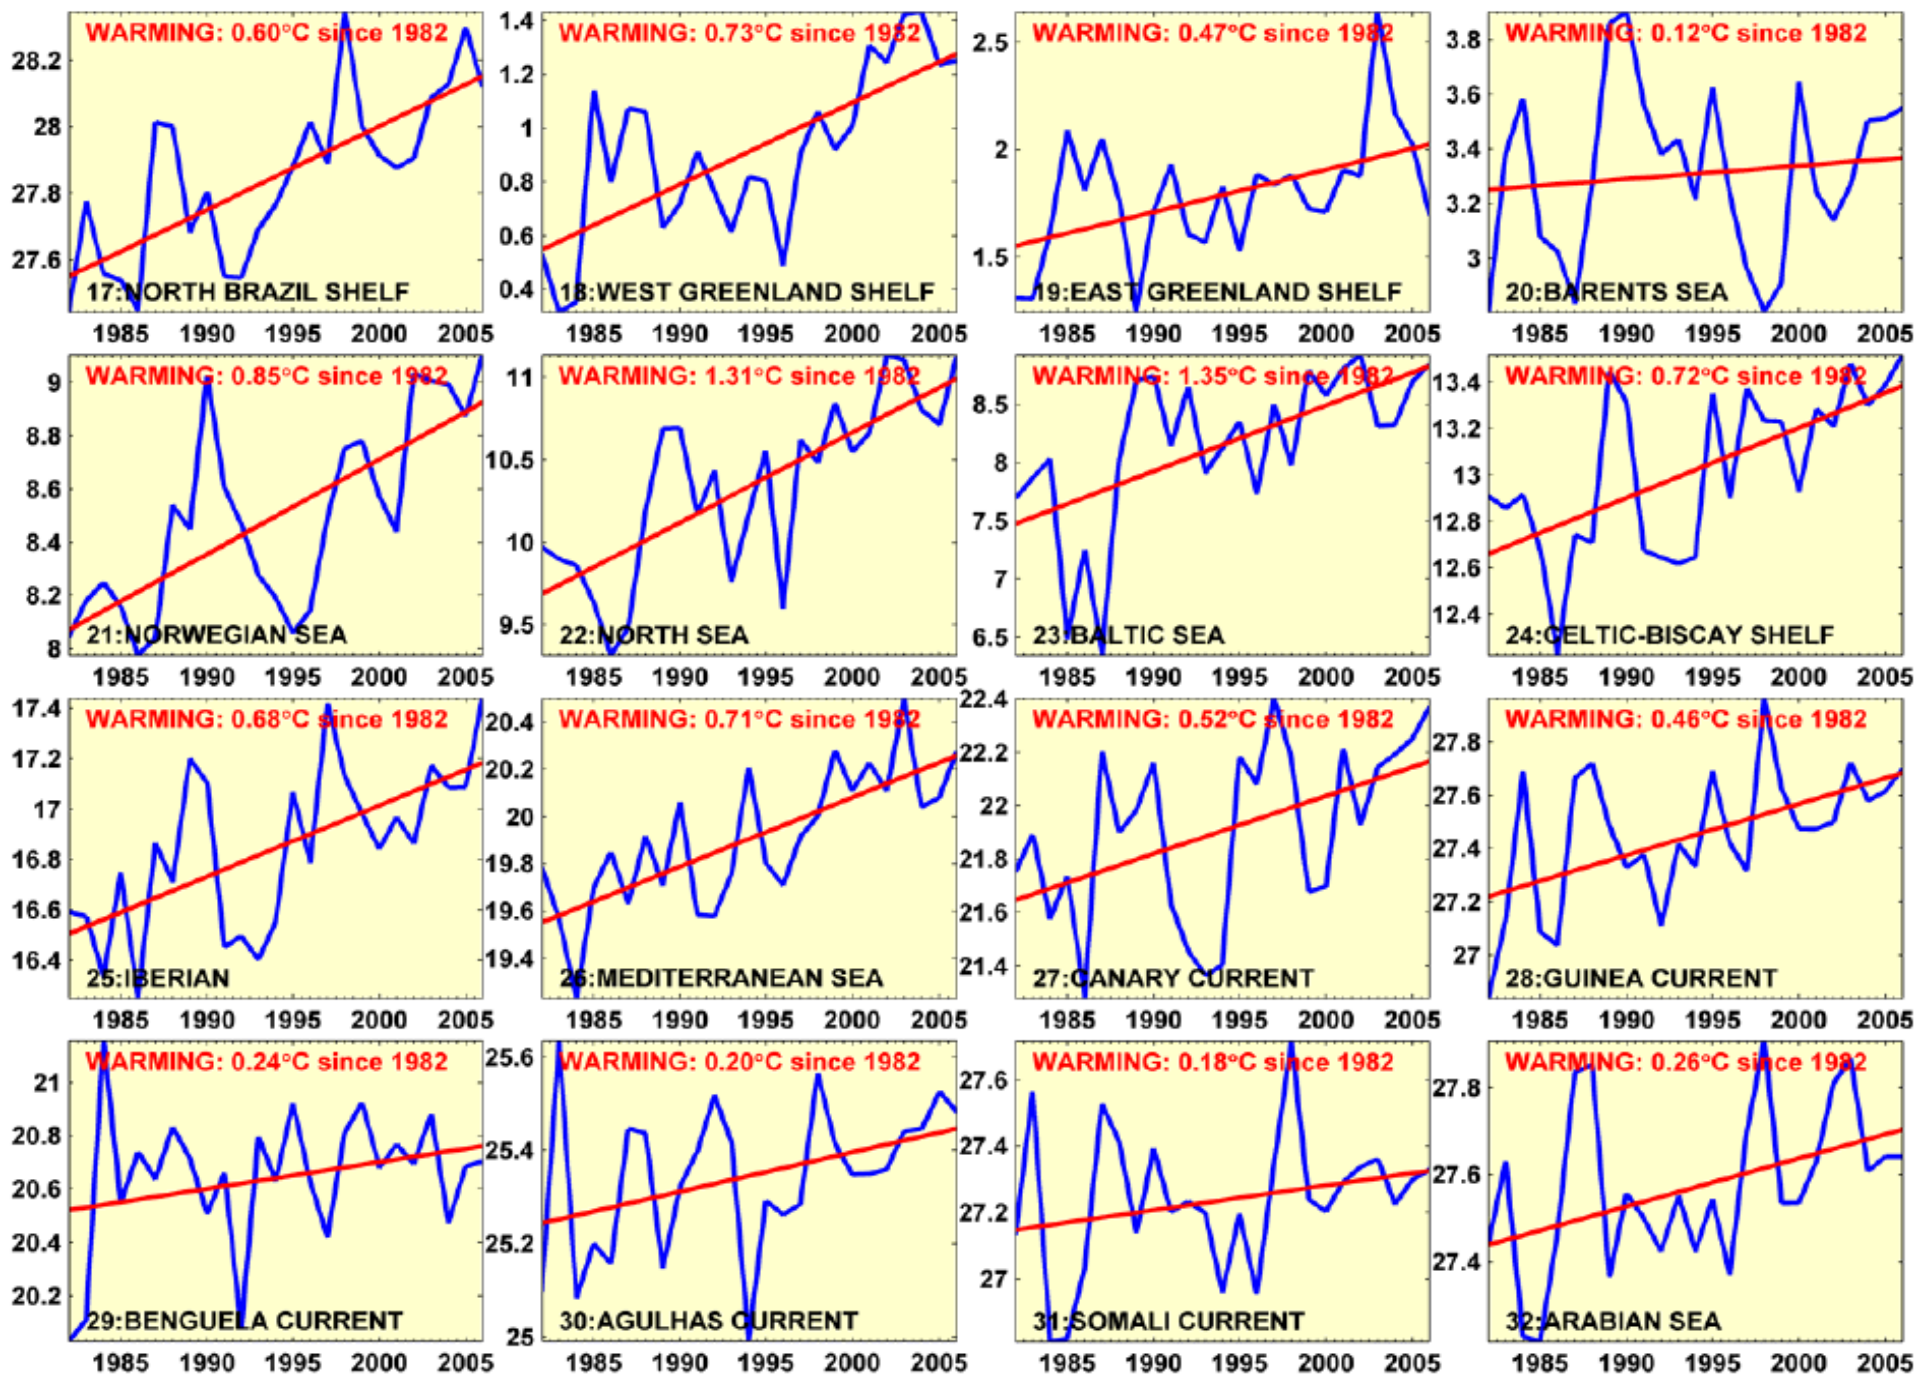 WARMING: 0.60°C since 1982
28.2
28
27.8
27.6
17:NORTH BRAZIL SHELF
1985 1990 1995 2000 2005
WARMING: 0.73°C since 1982
1.4
1.2
1
0.8
0.6
0.4
18:WEST GREENLAND SHELF
1985 1990 1995 2000 2005
WARMING: 0.47°C since 1982
2.5
2
1.5
19:EAST GREENLAND SHELF
1985 1990 1995 2000 2005
WARMING: 0.12°C since 1982
3.8
3.6
3.4
3.2
3
20:BARENTS SEA
1985 1990 1995 2000 2005
WARMING: 0.85°C since 1982
9
8.8
8.6
8.4
8.2
8
21:NORWEGIAN SEA
1985 1990 1995 2000 2005
WARMING: 1.31°C since 1982
11
10.5
10
9.5
22:NORTH SEA
1985 1990 1995 2000 2005
WARMING: 1.35°C since 1982
8.5
8
7.5
7
6.5
23:BALTIC SEA
1985 1990 1995 2000 2005
WARMING: 0.72°C since 1982
13.4
13.2
13
12.8
12.6
12.4
24:CELTIC-BISCAY SHELF
1985 1990 1995 2000 2005
WARMING: 0.68°C since 1982
17.4
17.2
17
16.8
16.6
16.4
25:IBERIAN
1985 1990 1995 2000 2005
WARMING: 0.71°C since 1982
20.4
20.2
20
19.8
19.6
19.4
26:MEDITERRANEAN SEA
1985 1990 1995 2000 2005
WARMING: 0.52°C since 1982
22.4
22.2
22
21.8
21.6
21.4
27:CANARY CURRENT
1985 1990 1995 2000 2005
WARMING: 0.46°C since 1982
27.8
27.6
27.4
27.2
27
28:GUINEA CURRENT
1985 1990 1995 2000 2005
WARMING: 0.24°C since 1982
21
20.8
20.6
20.4
20.2
29:BENGUELA CURRENT
1985 1990 1995 2000 2005
WARMING: 0.20°C since 1982
25.6
25.4
25.2
25
30:AGULHAS CURRENT
1985 1990 1995 2000 2005
WARMING: 0.18°C since 1982
27.6
27.4
27.2
27
31:SOMALI CURRENT
1985 1990 1995 2000 2005
WARMING: 0.26°C since 1982
27.8
27.6
27.4
32:ARABIAN SEA
1985 1990 1995 2000 2005